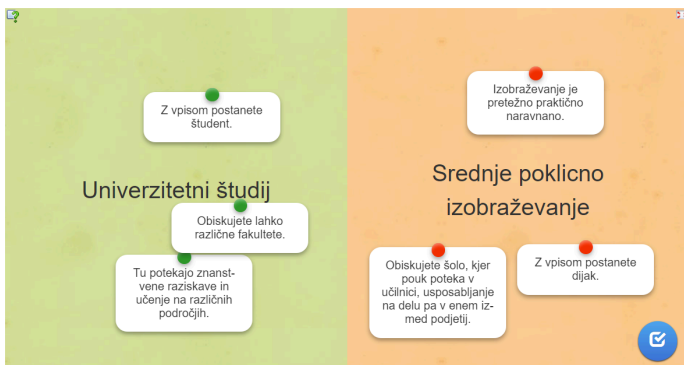 Z vpisom postanete
študent.
Univerzitetni študij
Obiskujete lahko
različne fakultete.
Tu potekajo znanst-
vene raziskave in
učenje na različnih
področjih.
Izobraževanje je
pretežno praktično
naravnano.
Srednje poklicno
izobraževanje
Obiskujete šolo, kjer
pouk poteka v
učilnici, usposabljanje
na delu pa v enem iz-
med podjetij.
Z vpisom postanete
dijak.